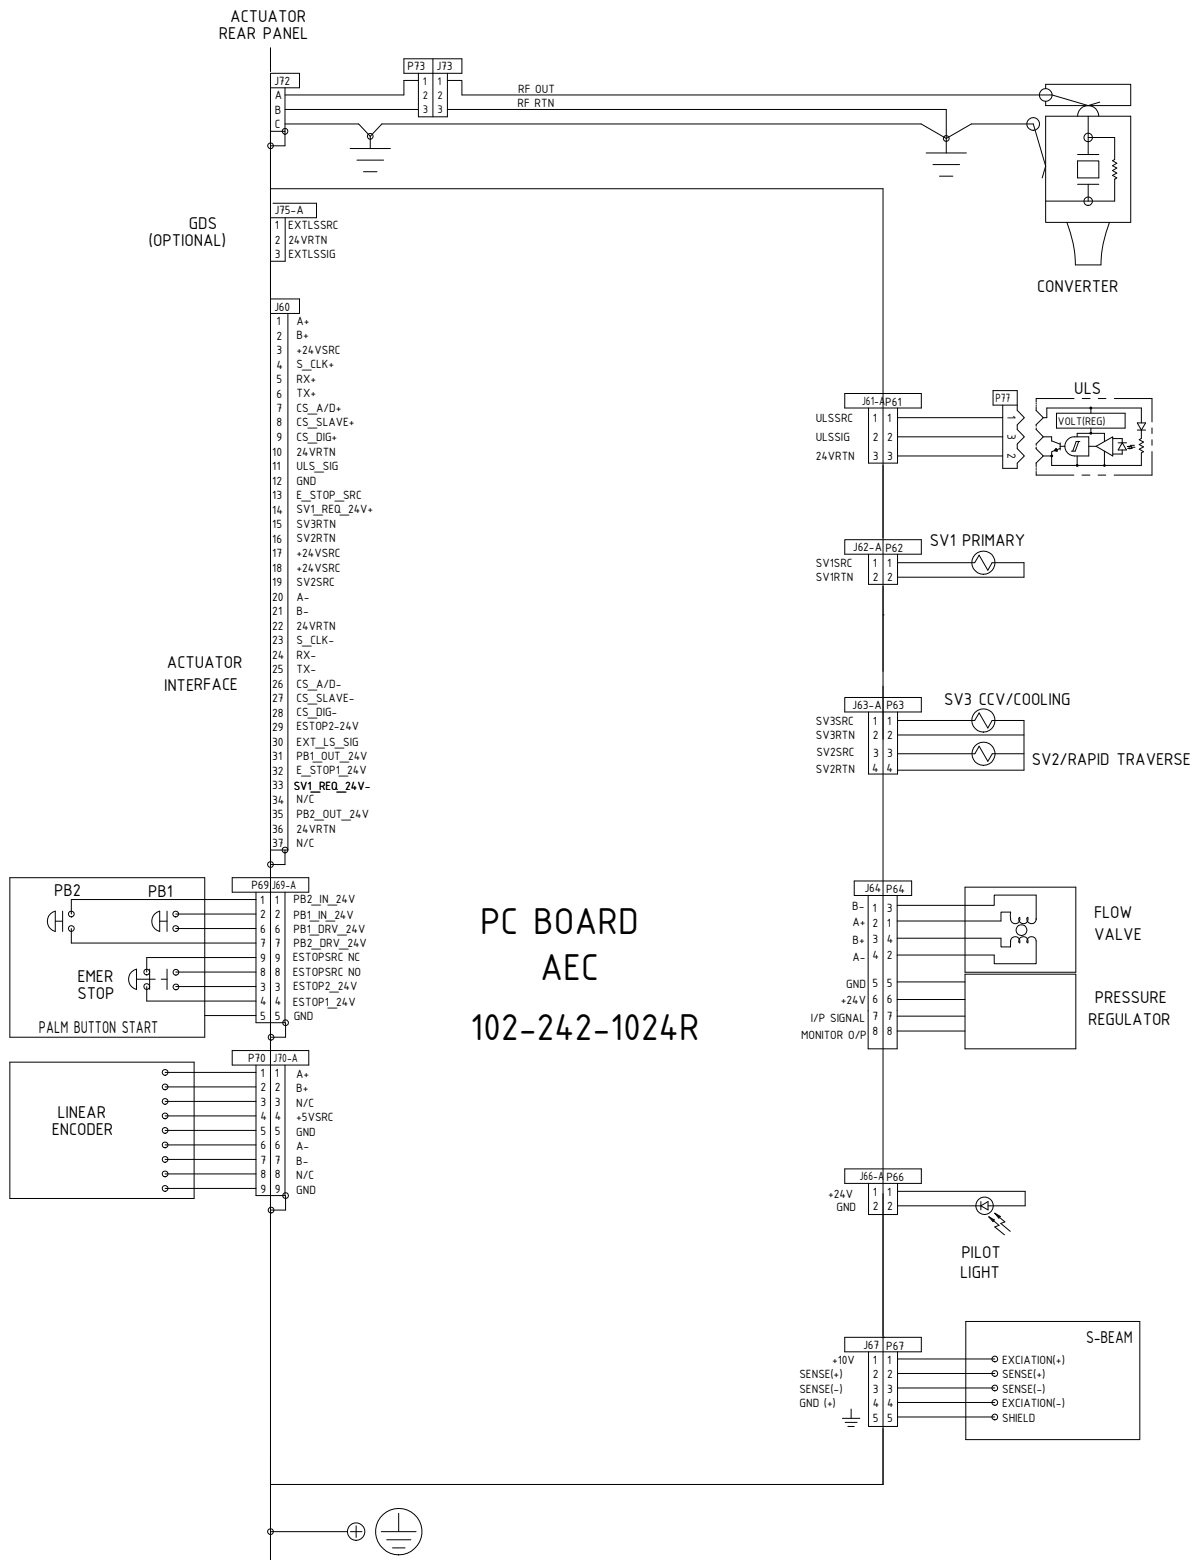 ACTUATOR
REAR PANEL
J72
A
B
C
P73 J73
1 1
2 2
3 3
RF OUT
RF RTN
CONVERTER
GDS
(OPTIONAL)
J75-A
1 EXTLSSRC
2 24VRTN
3 EXTLSSIG
ACTUATOR
INTERFACE
J60
1 A+
2 B+
3 +24VSRC
4 S_CLK+
5 RX+
6 TX+
7 CS_A/D+
8 CS_SLAVE+
9 CS_DIG+
10 24VRTN
11 ULS_SIG
12 GND
13 E_STOP_SRC
14 SV1_REQ_24V+
15 SV3RTN
16 SV2RTN
17 +24VSRC
18 +24VSRC
19 SV2SRC
20 A-
21 B-
22 24VRTN
23 S_CLK-
24 RX-
25 TX-
26 CS_A/D-
27 CS_SLAVE-
28 CS_DIG-
29 ESTOP2-24V
30 EXT_LS_SIG
31 PB1_OUT_24V
32 E_STOP1_24V
33 SV1_REQ_24V-
34 N/C
35 PB2_OUT_24V
36 24VRTN
37 N/C
PB2 PB1
EMER
STOP
PALM BUTTON START
P69 J69-A
1 1 PB2_IN_24V
2 2 PB1_IN_24V
6 6 PB1_DRV_24V
7 7 PB2_DRV_24V
9 9 ESTOPSRC NC
8 8 ESTOPSRC NO
3 3 ESTOP2_24V
4 4 ESTOP1_24V
5 5 GND
LINEAR
ENCODER
P70 J70-A
1 1 A+
2 2 B+
3 3 N/C
4 4 +5VSRC
5 5 GND
6 6 A-
7 7 B-
8 8 N/C
9 9 GND
PC BOARD
AEC
102-242-1024R
J61-A P61
ULSSRC 1 1
ULSSIG 2 2
24VRTN 3 3
P77
1
3
2
ULS
VOLT(REG)
J62-A P62
SV1SRC 1 1
SV1RTN 2 2
SV1 PRIMARY
J63-A P63
SV3SRC 1 1
SV3RTN 2 2
SV2SRC 3 3
SV2RTN 4 4
SV3 CCV/COOLING
SV2/RAPID TRAVERSE
J64 P64
B- 1 3
A+ 2 1
B+ 3 4
A- 4 2
GND 5 5
+24V 6 6
I/P SIGNAL 7 7
MONITOR O/P 8 8
FLOW
VALVE
PRESSURE
REGULATOR
J66-A P66
+24V 1 1
GND 2 2
PILOT
LIGHT
J67 P67
+10V 1 1
SENSE(+) 2 2
SENSE(-) 3 3
GND (+) 4 4
5 5
S-BEAM
EXCIATION(+)
SENSE(+)
SENSE(-)
EXCIATION(-)
SHIELD